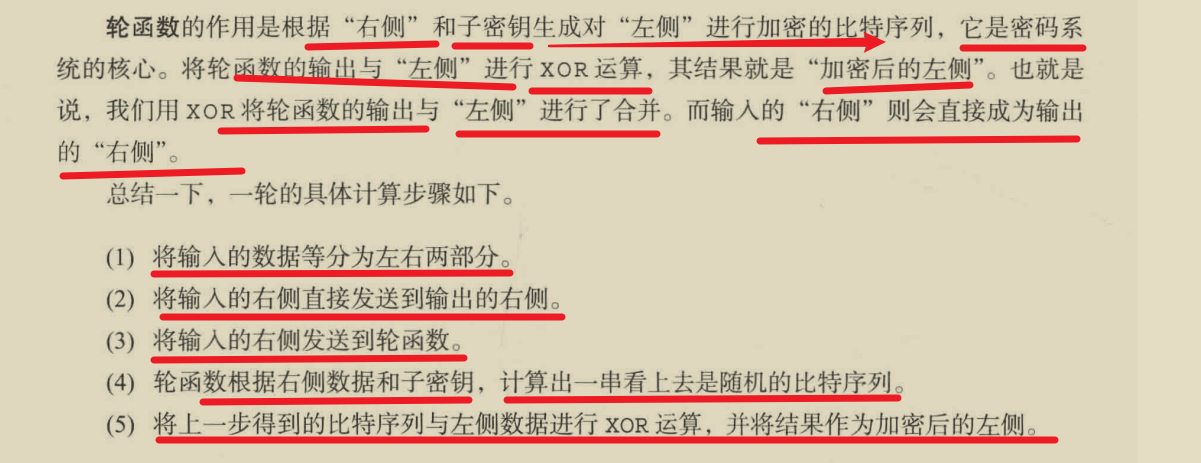 轮函数的作用是根据“右侧”和子密钥生成对“左侧”进行加密的比特序列，它是密码系
统的核心。将轮函数的输出与“左侧”进行 XOR 运算，其结果就是“加密后的左侧”。也就是
说，我们用 XOR 将轮函数的输出与“左侧”进行了合并。而输入的“右侧”则会直接成为输出
的“右侧”。
总结一下，一轮的具体计算步骤如下。
(1) 将输入的数据等分为左右两部分。
(2) 将输入的右侧直接发送到输出的右侧。
(3) 将输入的右侧发送到轮函数。
(4) 轮函数根据右侧数据和子密钥，计算出一串看上去是随机的比特序列。
(5) 将上一步得到的比特序列与左侧数据进行 XOR 运算，并将结果作为加密后的左侧。